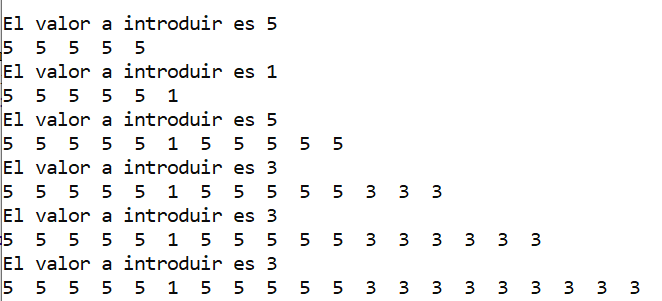 El valor a introduir es 5
5 5 5 5 5
El valor a introduir es 1
5 5 5 5 5 1
El valor a introduir es 5
5 5 5 5 5 1 5 5 5 5 5
El valor a introduir es 3
5 5 5 5 5 1 5 5 5 5 5 3 3 3
El valor a introduir es 3
5 5 5 5 5 1 5 5 5 5 5 3 3 3 3 3 3
El valor a introduir es 3
5 5 5 5 5 1 5 5 5 5 5 3 3 3 3 3 3 3 3 3